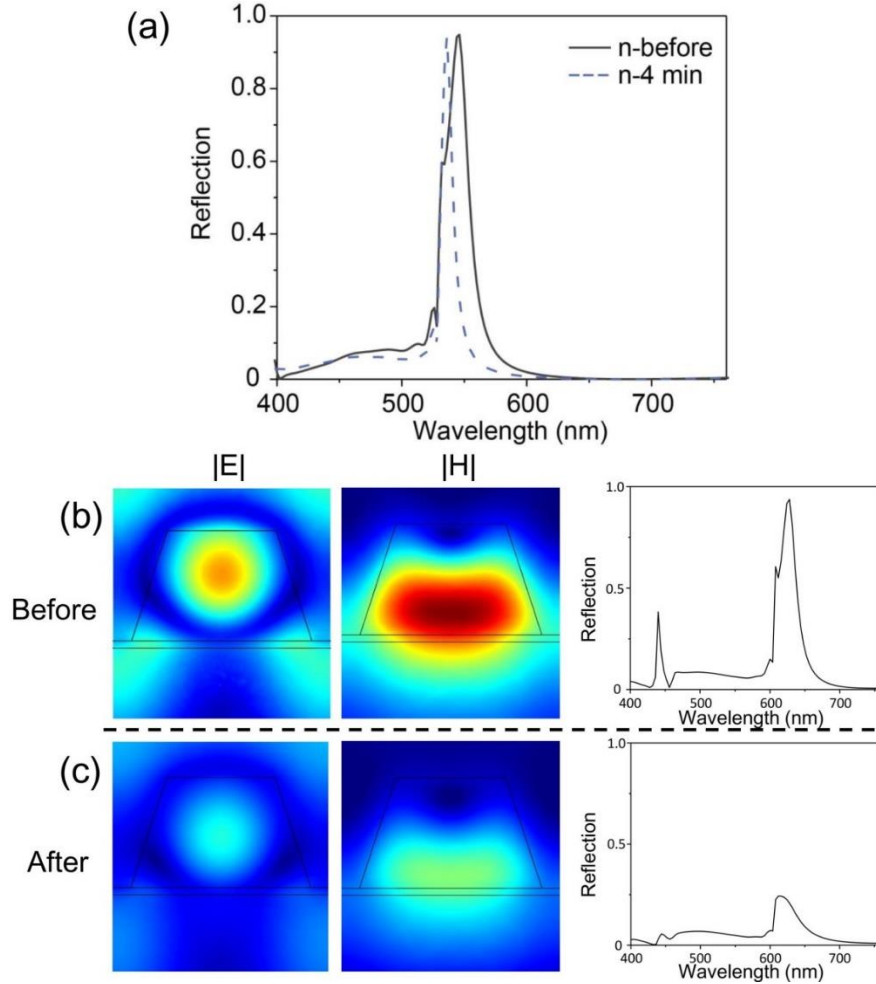 (a)
n-before
n-4 min
Reflection
1.0
0.8
0.6
0.4
0.2
0
400
500
600
700
Wavelength (nm)
|E|
|H|
(b)
Before
Reflection
1.0
0.5
0
400 500 600 700
Wavelength (nm)
(c)
After
Reflection
1.0
0.5
0
400 500 600 700
Wavelength (nm)